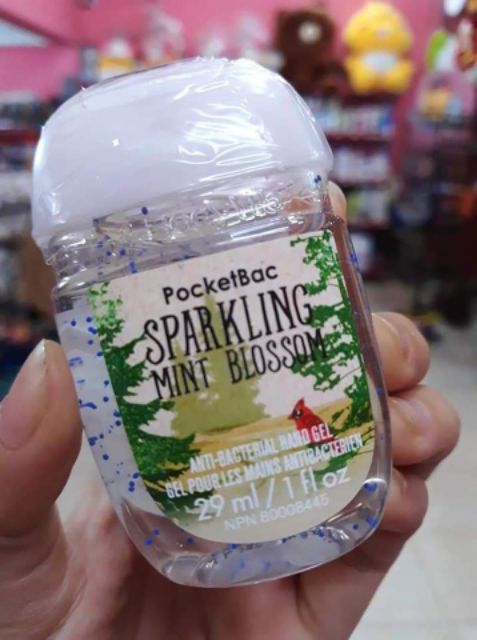 PocketBac
SPARKLING
MINT BLOSSOM
ANTI-BACTERIAL HAND GEL
GEL POUR LES MAINS ANTIBACTÉRIEN
29 ml / 1 fl oz
NPN 80008445